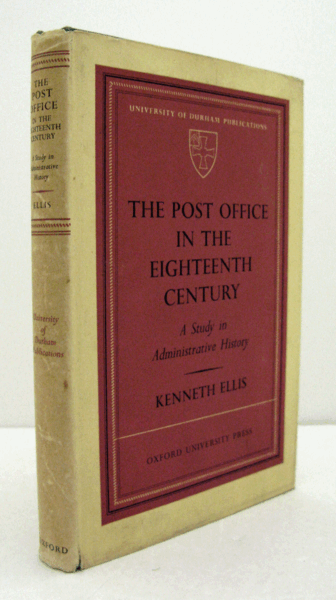 THE
POST
OFFICE
IN THE
EIGHTEENTH
CENTURY
A Study in
Administrative
History
ELLIS
University
of
Durham
Publications
OXFORD
UNIVERSITY OF DURHAM PUBLICATIONS
THE POST OFFICE
IN THE
EIGHTEENTH
CENTURY
A Study in
Administrative History
KENNETH ELLIS
OXFORD UNIVERSITY PRESS